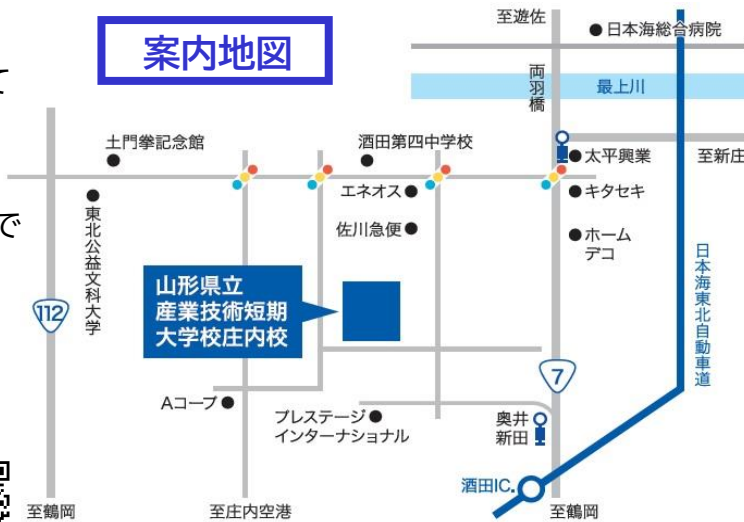 案内地図
て
で
至遊佐
日本海総合病院
両羽橋
最上川
土門拳記念館
酒田第四中学校
太平興業
至新庄
エネオス
キタセキ
東北公益文科大学
佐川急便
ホーム
デコ
山形県立
産業技術短期
大学校庄内校
日本海東北自動車道
112
7
Aコープ
プレステージ
インターナショナル
奥井
新田
酒田IC.
至鶴岡
至庄内空港
至鶴岡